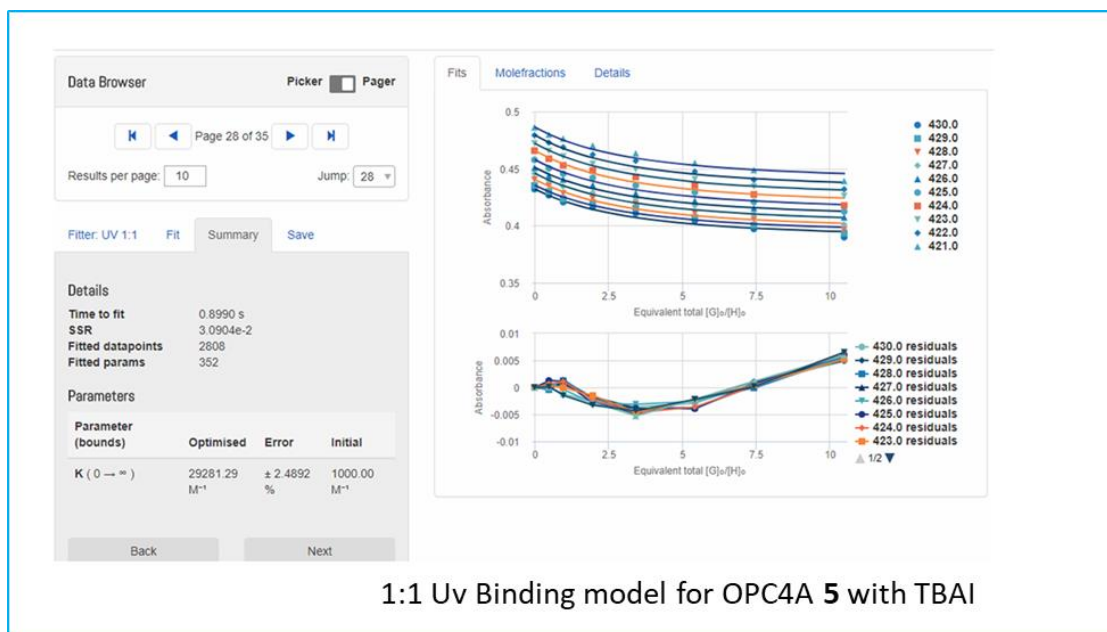 Data Browser
Picker Pager
Page 28 of 35
Results per page: 10 Jump: 28
Fitter: UV 1:1 Fit Summary Save
Details
Time to fit 0.8990 s
SSR 3.0904e-2
Fitted datapoints 2808
Fitted params 352
Parameters
Parameter
(bounds) Optimised Error Initial
K ( 0 → ∞ ) 29281.29 ± 2.4892 1000.00
M⁻¹ % M⁻¹
Back Next
Fits Molefractions Details
0.5
0.45
0.4
0.35
Absorbance
0 2.5 5 7.5 10
Equivalent total [G]₀/[H]₀
430.0
429.0
428.0
427.0
426.0
425.0
424.0
423.0
422.0
421.0
0.01
0.005
0
-0.005
-0.01
Absorbance
0 2.5 5 7.5 10
Equivalent total [G]₀/[H]₀
430.0 residuals
429.0 residuals
428.0 residuals
427.0 residuals
426.0 residuals
425.0 residuals
424.0 residuals
423.0 residuals
1/2
1:1 Uv Binding model for OPC4A 5 with TBAI